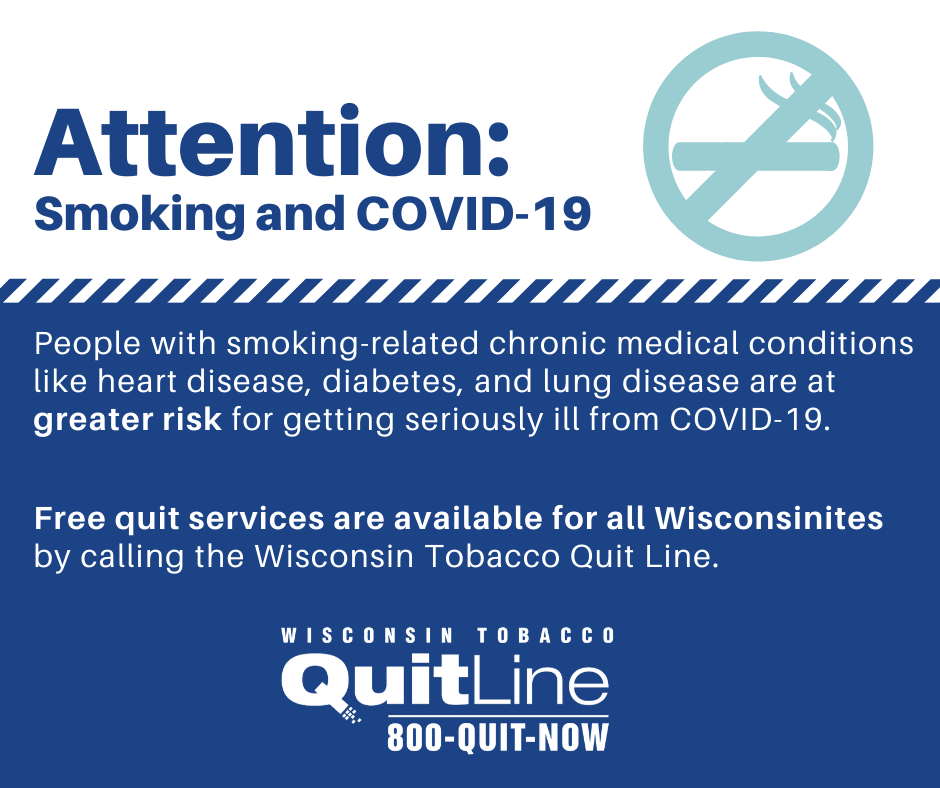 Attention:
Smoking and COVID-19
People with smoking-related chronic medical conditions
like heart disease, diabetes, and lung disease are at
greater risk for getting seriously ill from COVID-19.
Free quit services are available for all Wisconsinites
by calling the Wisconsin Tobacco Quit Line.
WISCONSIN TOBACCO
QuitLine
800-QUIT-NOW